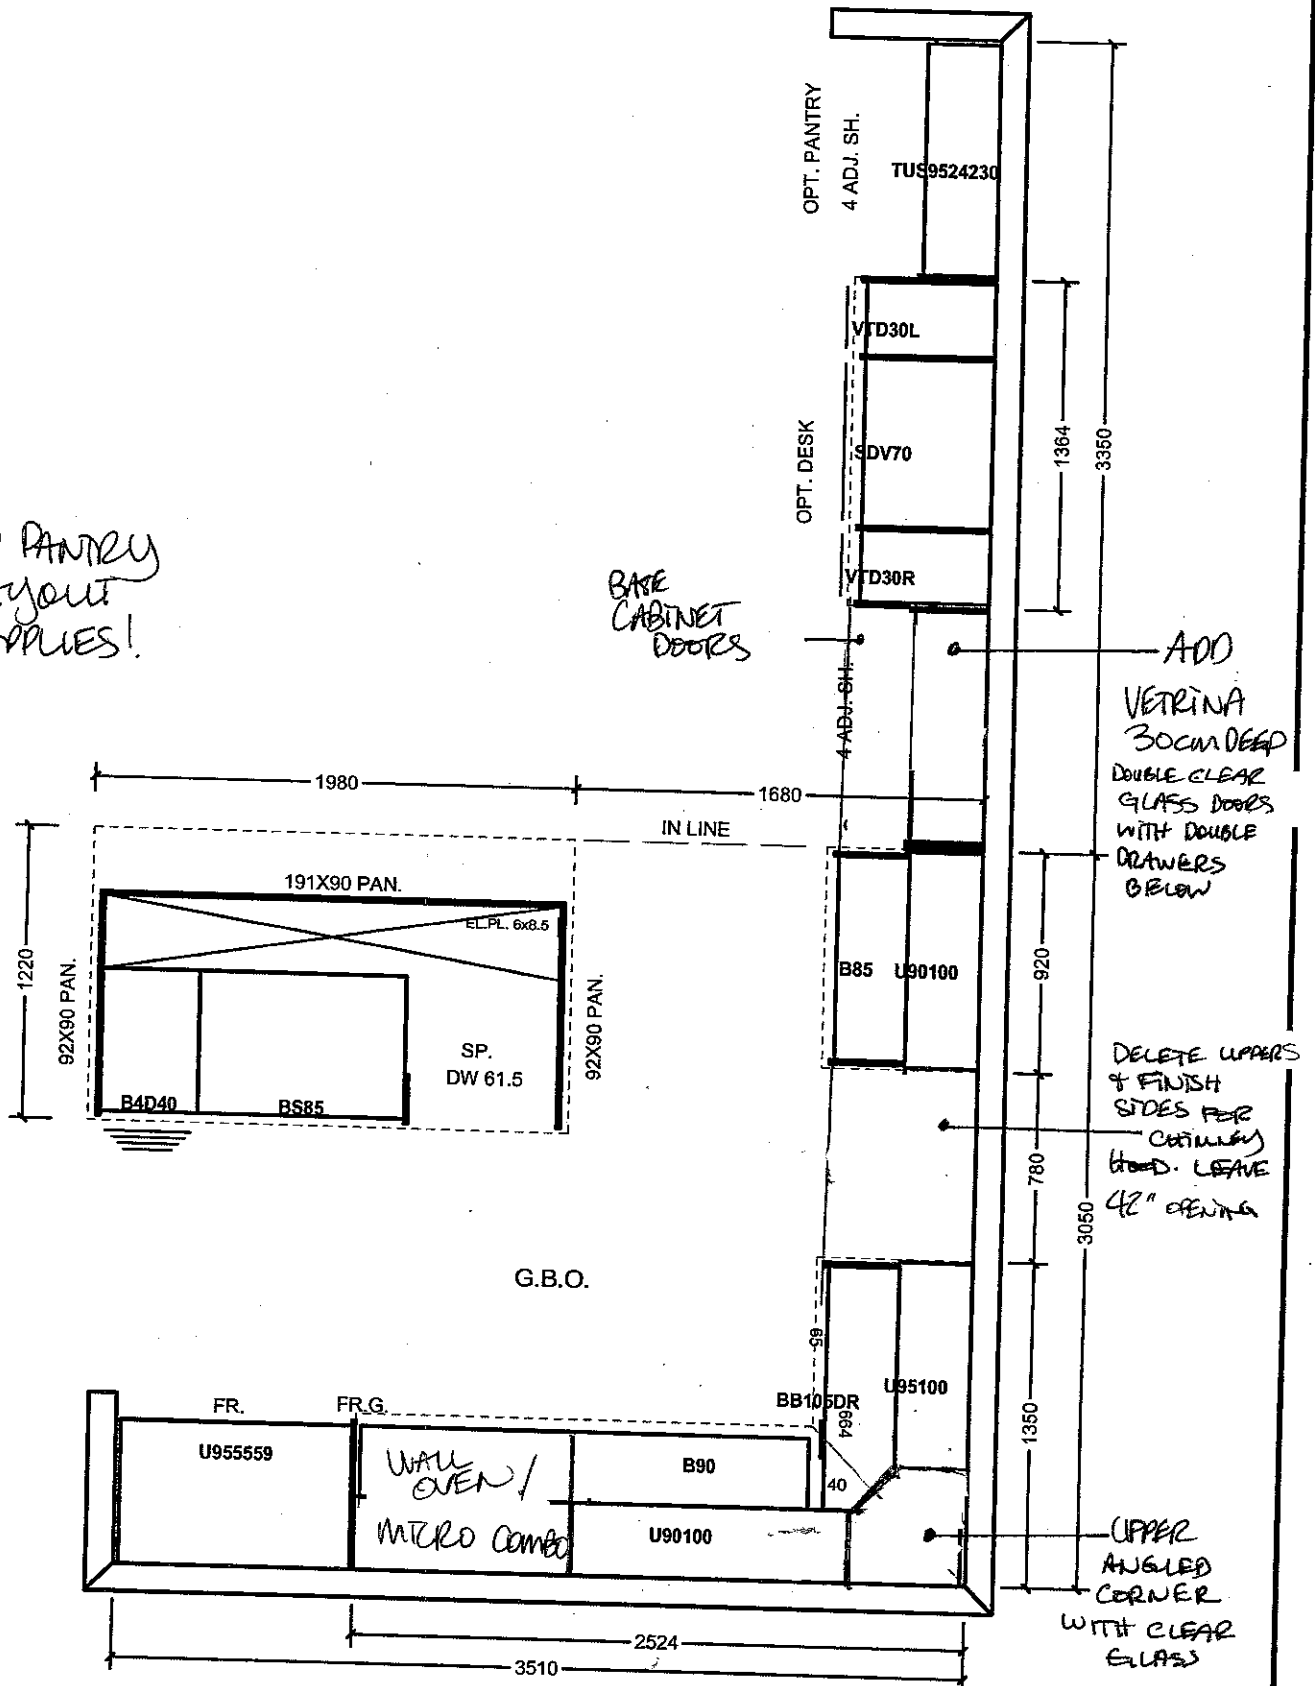 OPT. PANTRY
4 ADJ. SH.
TUS9524230
VTD30L
SDV70
OPT. DESK
VTD30R
1364
3350
PANTRY
BASE
CABINET
DOORS
4 ADJ. SH.
ADD
VETRINA
30CM DEEP
DOUBLE CLEAR
GLASS DOORS
WITH DOUBLE
DRAWERS
BELOW
1980
1680
IN LINE
191X90 PAN.
EL.PL. 6x8.5
1220
92X90 PAN.
92X90 PAN.
SP.
DW 61.5
B4D40
BS85
B85
U90100
920
DELETE UPPERS
& FINISH
SIDES FOR
CHIMNEY
HOOD. LEAVE
42" OPENING
780
3050
G.B.O.
65
BB105DR
U95100
664
40
1350
FR.
FR.G.
U955559
WALL
OVEN /
MICRO COMBO
B90
U90100
UPPER
ANGLED
CORNER
WITH CLEAR
GLASS
2524
3510